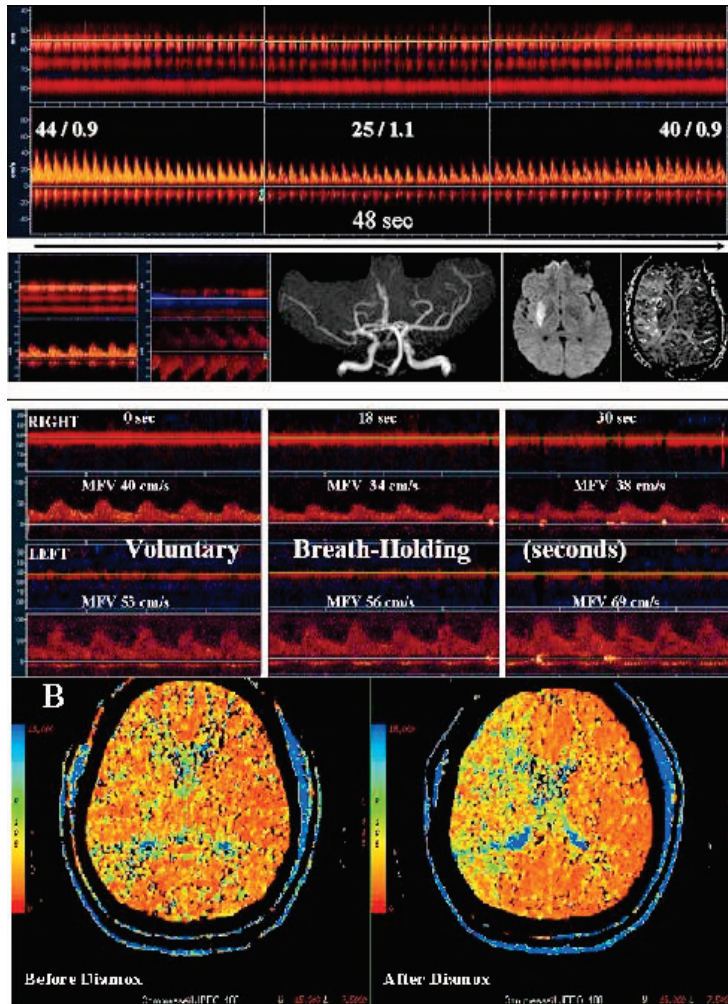 44 / 0.9
25 / 1.1
40 / 0.9
48 sec
RIGHT
0 sec
18 sec
30 sec
MFV 40 cm/s
MFV 34 cm/s
MFV 38 cm/s
Voluntary Breath-Holding (seconds)
LEFT
MFV 53 cm/s
MFV 56 cm/s
MFV 69 cm/s
B
Before Diamox
After Diamox